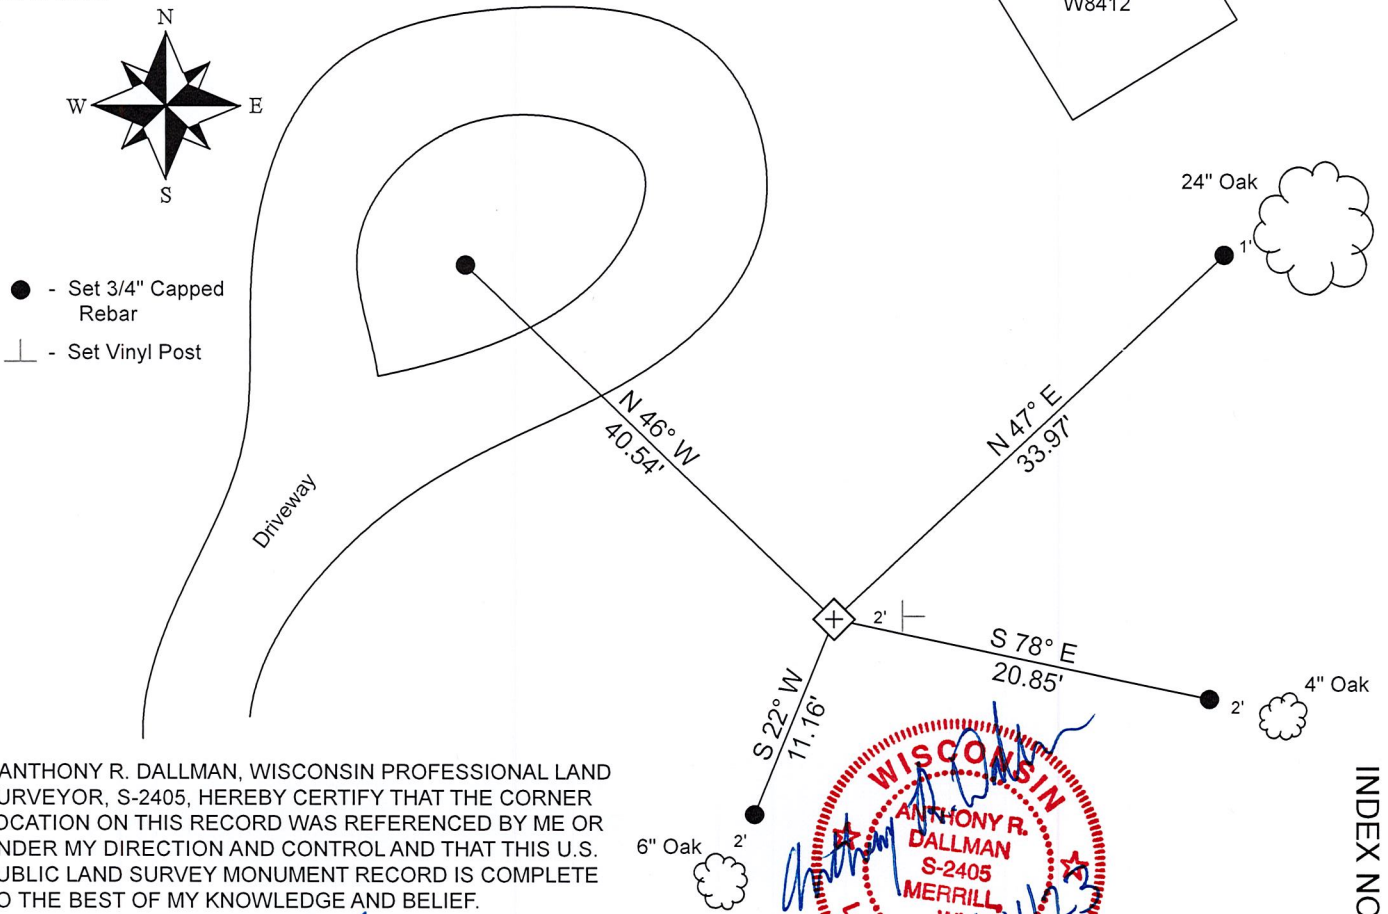 W8412
N
W E
S
24" Oak
1'
- Set 3/4" Capped
Rebar
- Set Vinyl Post
N 46° W
40.54'
N 47° E
33.97'
Driveway
2'
S 78° E
20.85'
2'
4" Oak
S 22° W
11.16'
6" Oak
2'
ANTHONY R. DALLMAN, WISCONSIN PROFESSIONAL LAND
URVEYOR, S-2405, HEREBY CERTIFY THAT THE CORNER
OCATION ON THIS RECORD WAS REFERENCED BY ME OR
NDER MY DIRECTION AND CONTROL AND THAT THIS U.S.
UBLIC LAND SURVEY MONUMENT RECORD IS COMPLETE
O THE BEST OF MY KNOWLEDGE AND BELIEF.
WISCONSIN
ANTHONY R.
DALLMAN
S-2405
MERRILL,
Anthony R Dallman
INDEX NO